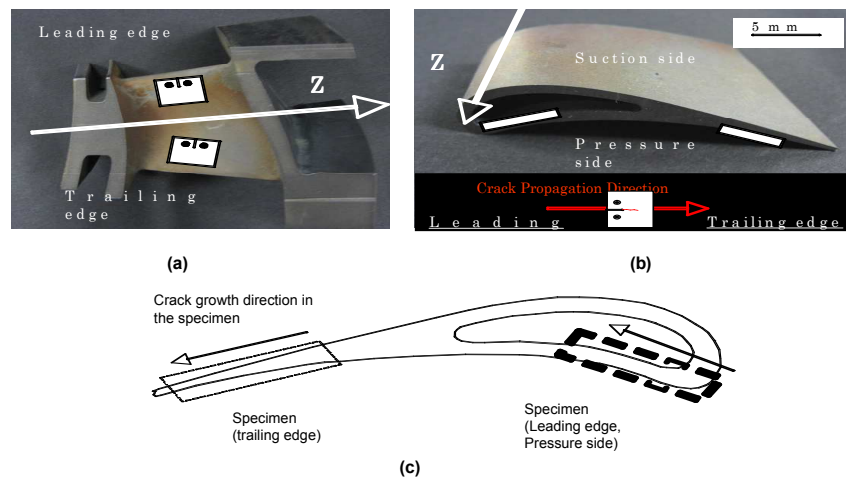 Leading edge
Z
Trailing
edge
(a)
5 mm
Z
Suction side
Pressure
side
Crack Propagation Direction
Leading
Trailing edge
(b)
Crack growth direction in
the specimen
Specimen
(trailing edge)
Specimen
(Leading edge,
Pressure side)
(c)